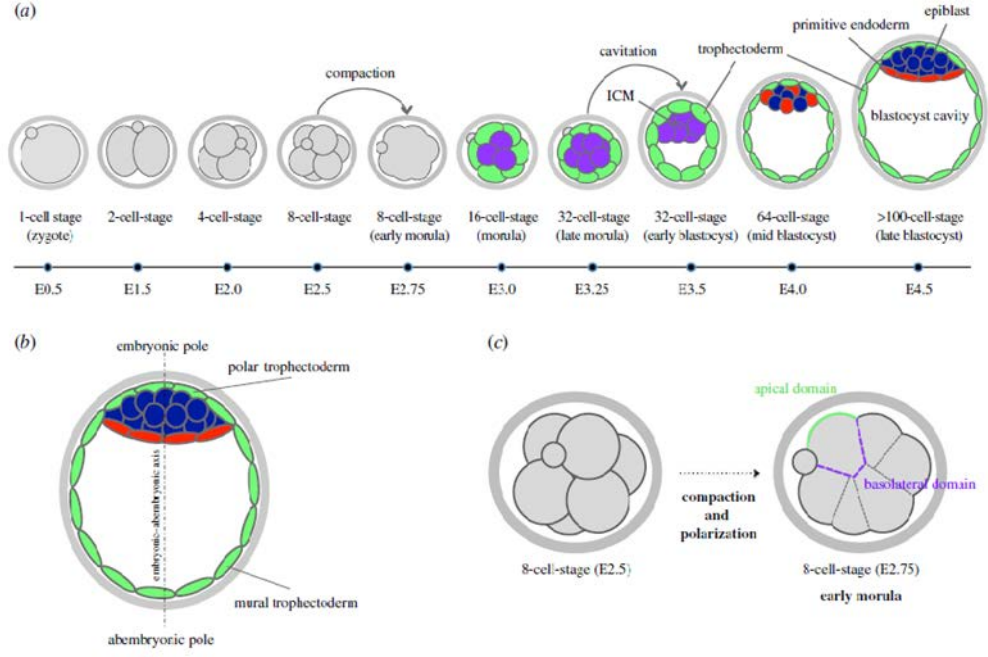 (a)
epiblast
primitive endoderm
cavitation
trophectoderm
compaction
ICM
blastocyst cavity
1-cell stage
(zygote)
2-cell-stage
4-cell-stage
8-cell-stage
8-cell-stage
(early morula)
16-cell-stage
(morula)
32-cell-stage
(late morula)
32-cell-stage
(early blastocyst)
64-cell-stage
(mid blastocyst)
>100-cell-stage
(late blastocyst)
E0.5
E1.5
E2.0
E2.5
E2.75
E3.0
E3.25
E3.5
E4.0
E4.5
(b)
embryonic pole
polar trophectoderm
embryonic–abembryonic axis
mural trophectoderm
abembryonic pole
(c)
apical domain
basolateral domain
compaction
and
polarization
8-cell-stage (E2.5)
8-cell-stage (E2.75)
early morula